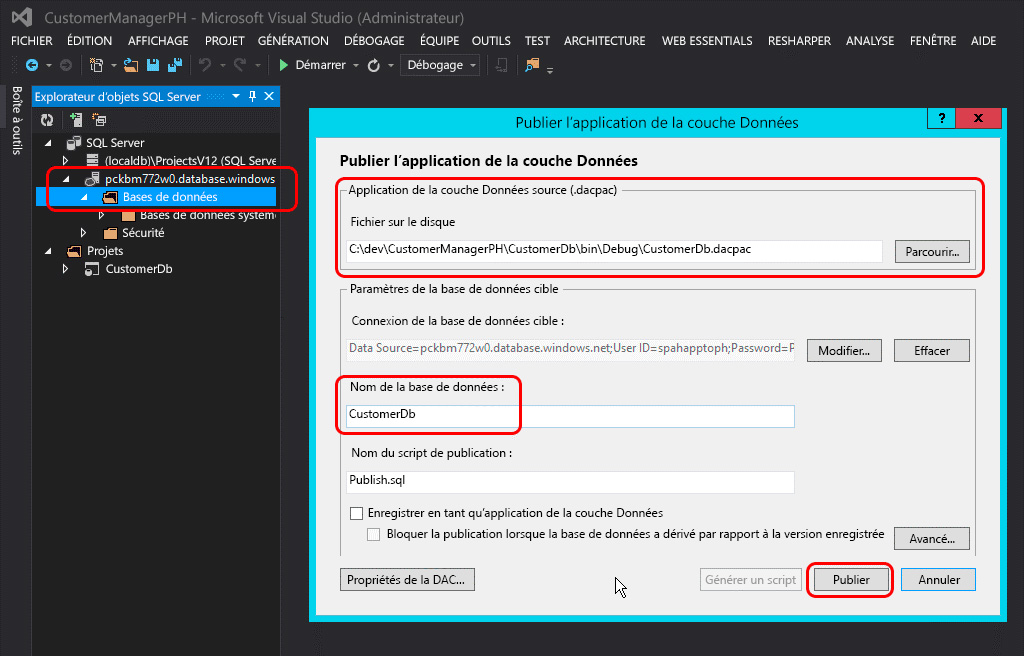 CustomerManagerPH - Microsoft Visual Studio (Administrateur)
FICHIER ÉDITION AFFICHAGE PROJET GÉNÉRATION DÉBOGAGE ÉQUIPE OUTILS TEST ARCHITECTURE WEB ESSENTIALS RESHARPER ANALYSE FENÊTRE AIDE
Démarrer Débogage
Boîte à outils
Explorateur d'objets SQL Server
SQL Server
(localdb)\ProjectsV12 (SQL Serve
pckbm772w0.database.windows
Bases de données
Bases de données systèm
Sécurité
Projets
CustomerDb
Publier l'application de la couche Données
? X
Publier l'application de la couche Données
Application de la couche Données source (.dacpac)
Fichier sur le disque
C:\dev\CustomerManagerPH\CustomerDb\bin\Debug\CustomerDb.dacpac
Parcourir...
Paramètres de la base de données cible
Connexion de la base de données cible :
Data Source=pckbm772w0.database.windows.net;User ID=spahapptoph;Password=P
Modifier... Effacer
Nom de la base de données :
CustomerDb
Nom du script de publication :
Publish.sql
Enregistrer en tant qu'application de la couche Données
Bloquer la publication lorsque la base de données a dérivé par rapport à la version enregistrée
Avancé...
Propriétés de la DAC... Générer un script Publier Annuler